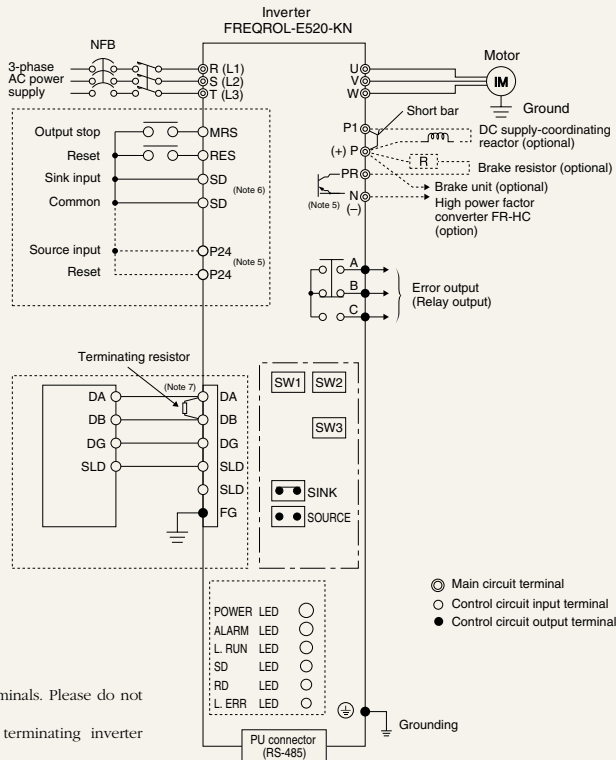 Inverter
FREQROL-E520-KN
NFB
3-phase
AC power
supply
R (L1)
S (L2)
T (L3)
U
V
W
Motor
IM
Ground
Output stop
MRS
Reset
RES
Sink input
SD
(Note 6)
Common
SD
Source input
P24
(Note 5)
Reset
P24
P1
Short bar
DC supply-coordinating
reactor (optional)
(+) P
R
Brake resistor (optional)
PR
Brake unit (optional)
(Note 5)
N
(–)
High power factor
converter FR-HC
(option)
A
B
C
Error output
(Relay output)
Terminating resistor
(Note 7)
DA
DA
DB
DB
DG
DG
SLD
SLD
SLD
FG
SW1
SW2
SW3
SINK
SOURCE
Main circuit terminal
Control circuit input terminal
Control circuit output terminal
POWER LED
ALARM LED
L. RUN LED
SD LED
RD LED
L. ERR LED
Grounding
PU connector
(RS-485)
minals. Please do not
terminating inverter